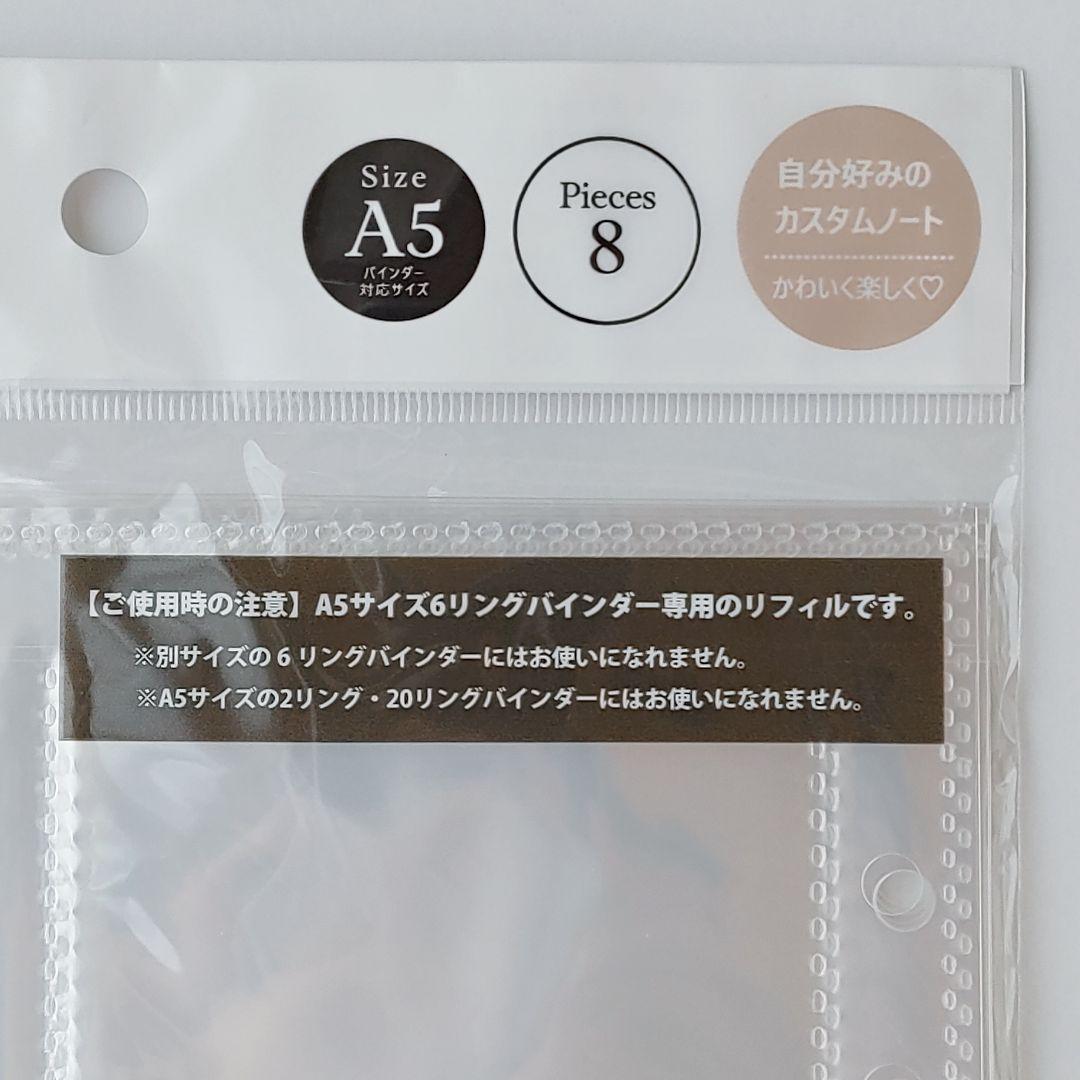 Size
A5
バインダー
対応サイズ
Pieces
8
自分好みの
カスタムノート
かわいく楽しく♡
【ご使用時の注意】A5サイズ6リングバインダー専用のリフィルです。
※別サイズの6リングバインダーにはお使いになれません。
※A5サイズの2リング・20リングバインダーにはお使いになれません。